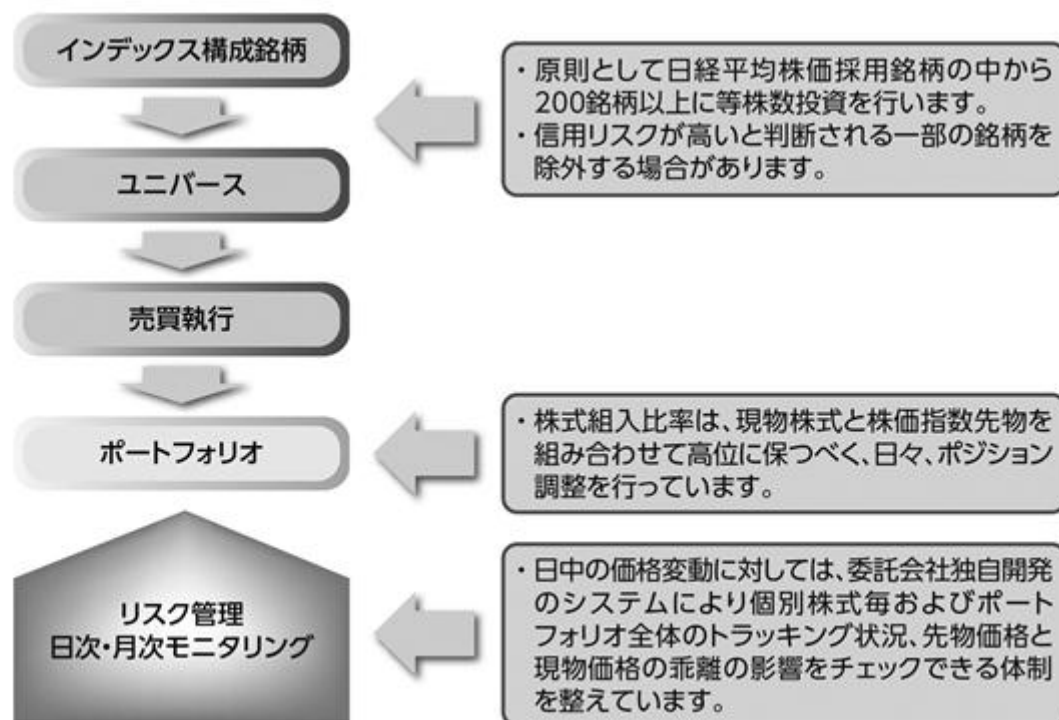 インデックス構成銘柄
・原則として日経平均株価採用銘柄の中から
200銘柄以上に等株数投資を行います。
・信用リスクが高いと判断される一部の銘柄を
除外する場合があります。
ユニバース
売買執行
ポートフォリオ
・株式組入比率は、現物株式と株価指数先物を
組み合わせて高位に保つべく、日々、ポジション
調整を行っています。
リスク管理
日次・月次モニタリング
・日中の価格変動に対しては、委託会社独自開発
のシステムにより個別株式毎およびポート
フォリオ全体のトラッキング状況、先物価格と
現物価格の乖離の影響をチェックできる体制
を整えています。